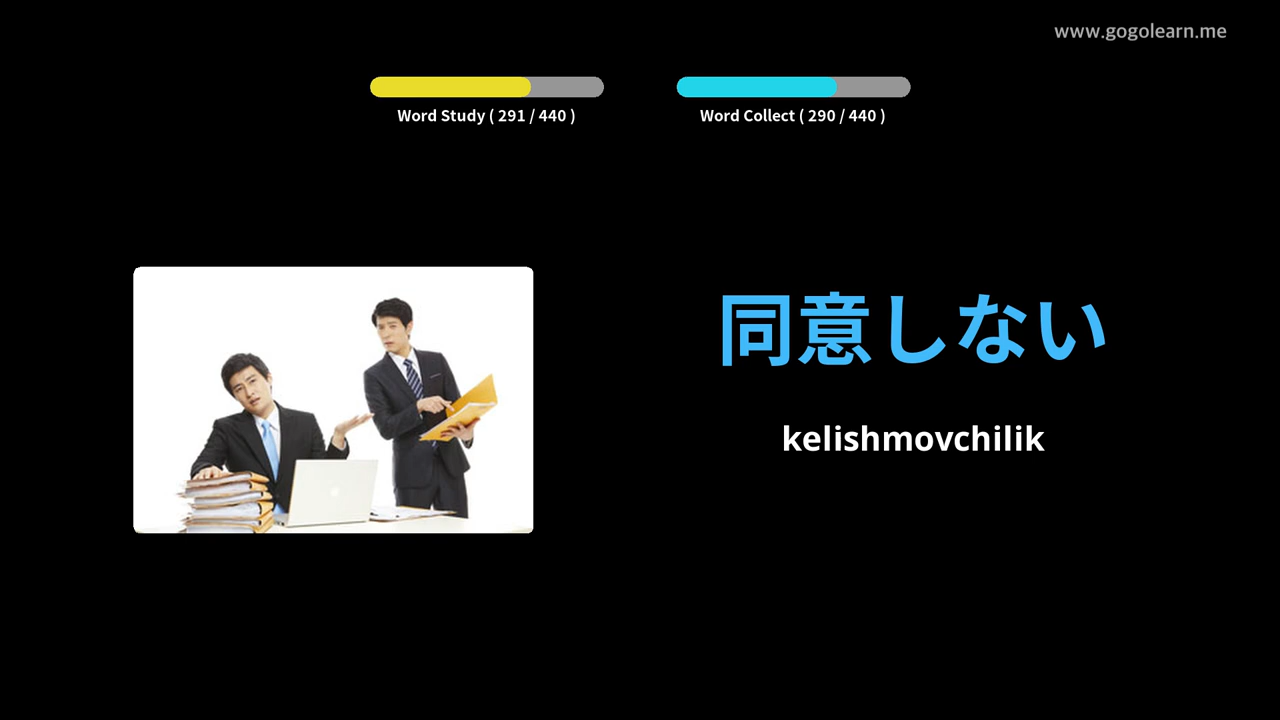 www.gogolearn.me
Word Study ( 291 / 440 )
Word Collect ( 290 / 440 )
同意しない
kelishmovchilik